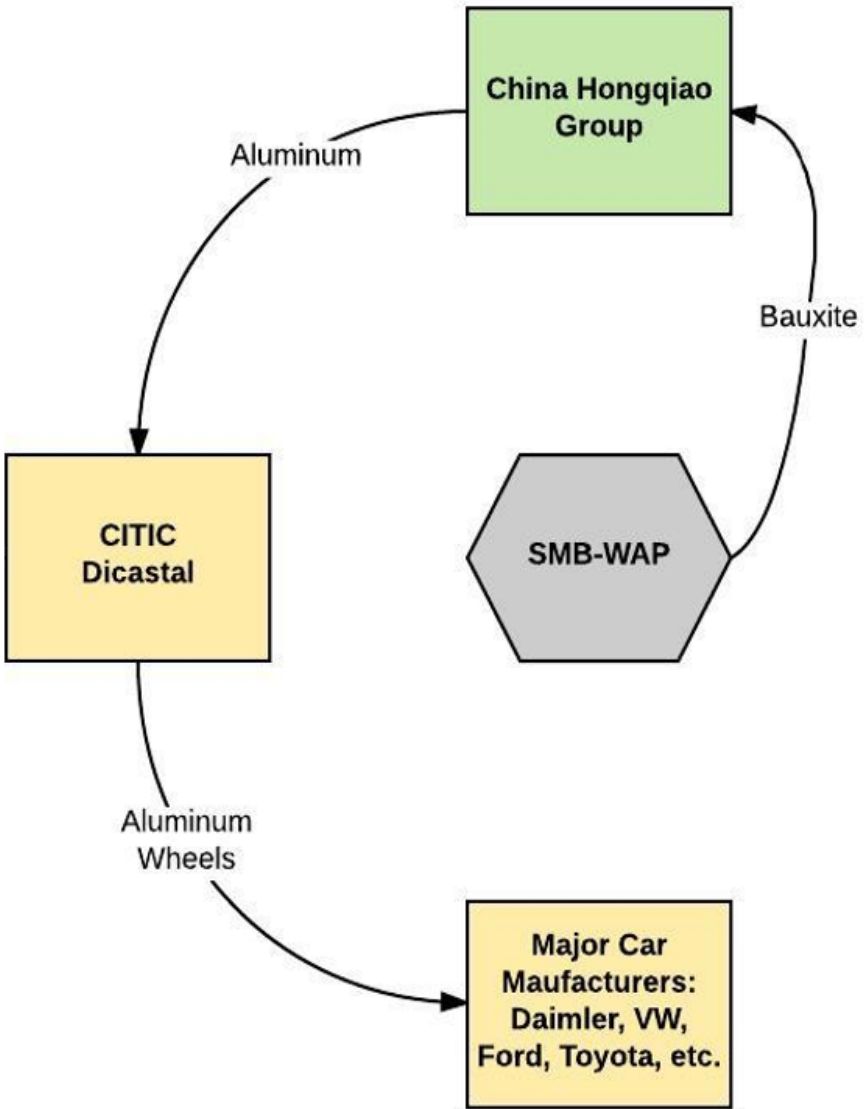 China Hongqiao
Group
Aluminum
Bauxite
CITIC
Dicastal
SMB-WAP
Aluminum
Wheels
Major Car
Maufacturers:
Daimler, VW,
Ford, Toyota, etc.